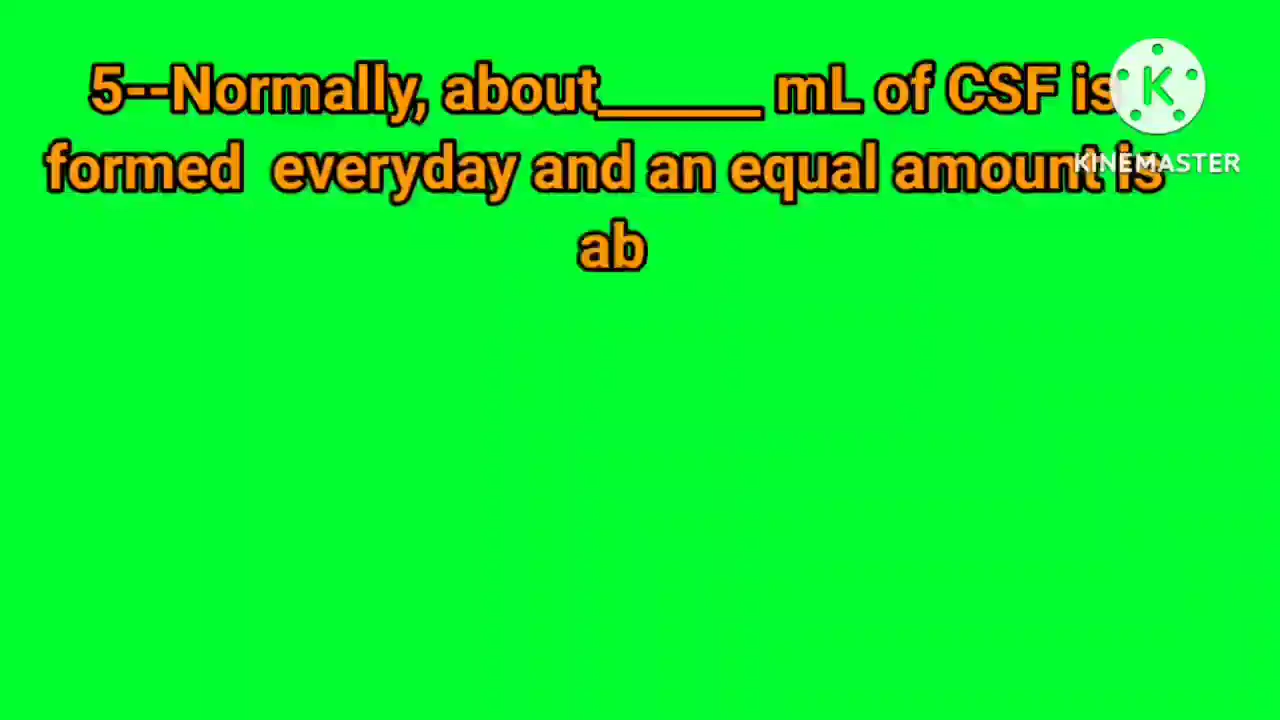 5--Normally, about______ mL of CSF is
formed  everyday and an equal amount is
ab
K
KINEMASTER